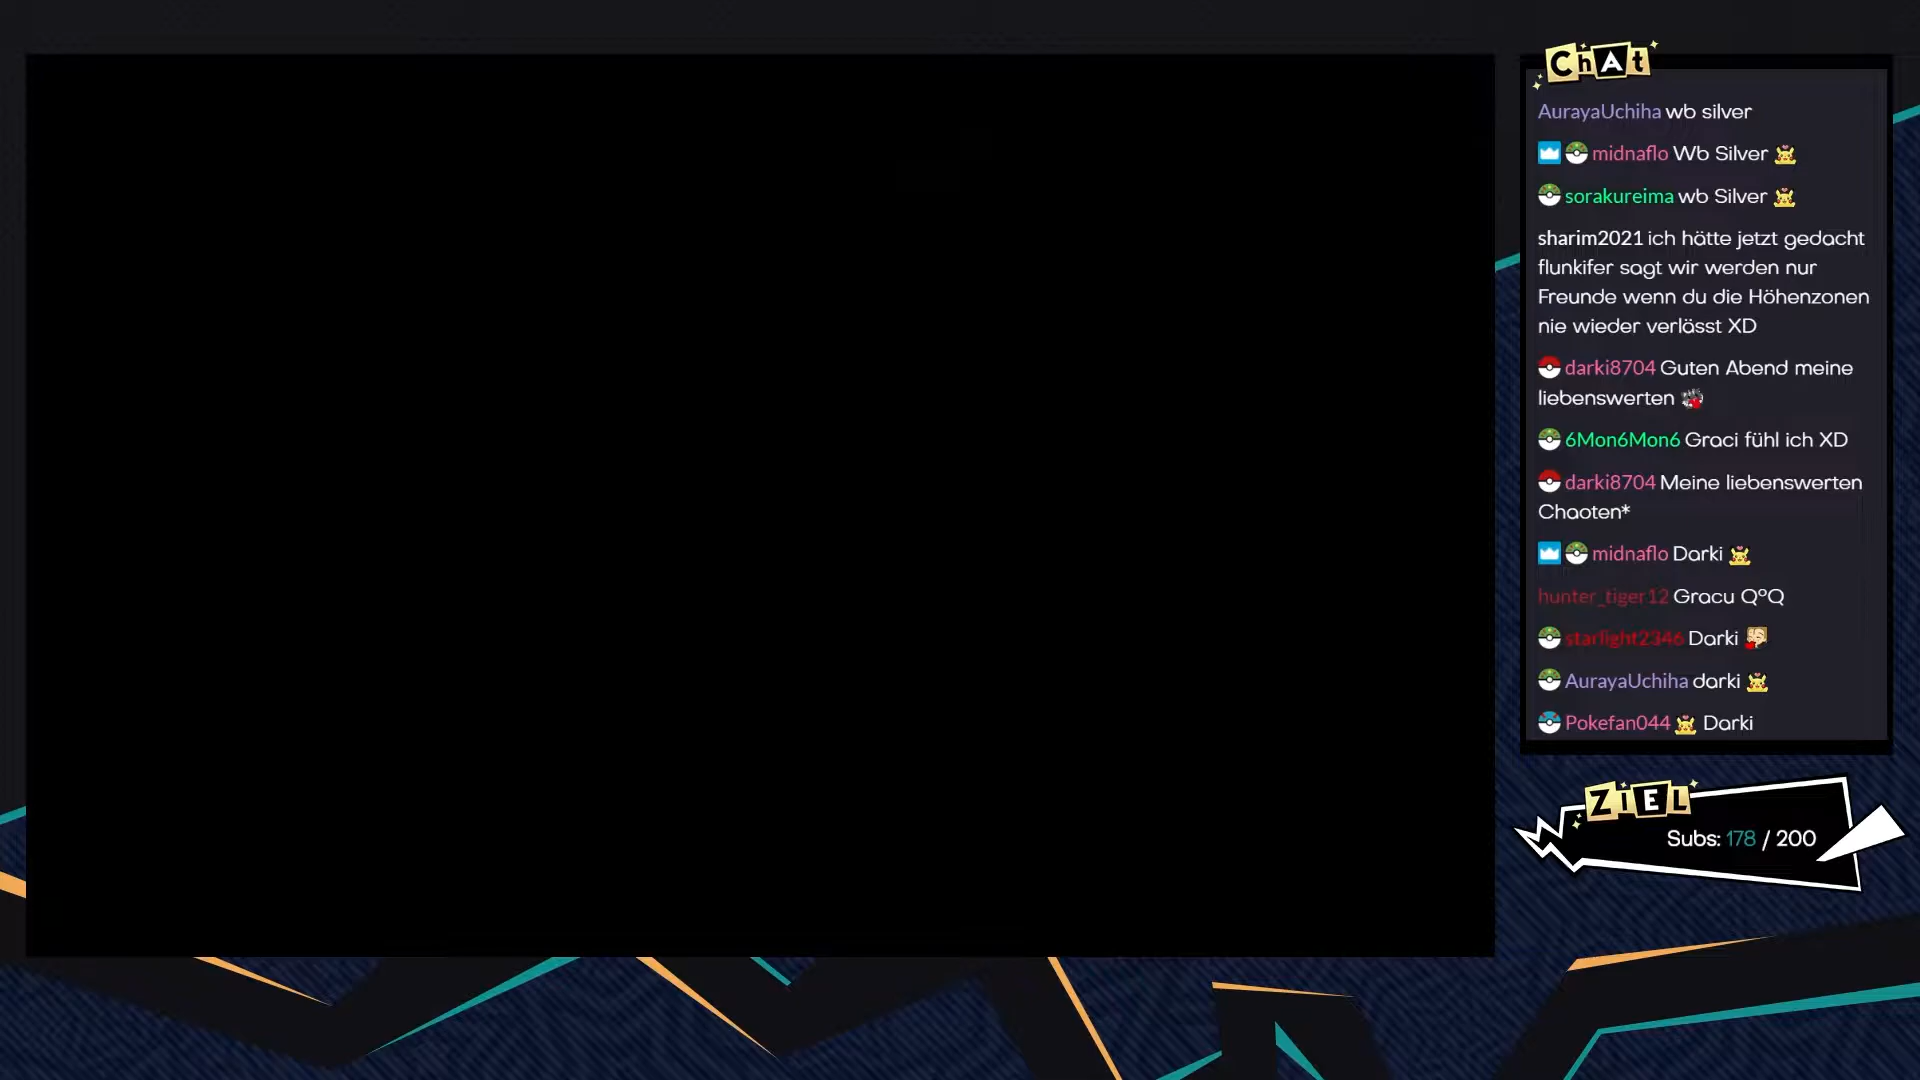 ChAt
AurayaUchiha wb silver
midnaflo Wb Silver
sorakureima wb Silver
sharim2021 ich hätte jetzt gedacht
flunkifer sagt wir werden nur
Freunde wenn du die Höhenzonen
nie wieder verlässt XD
darki8704 Guten Abend meine
liebenswerten
6Mon6Mon6 Graci fühl ich XD
darki8704 Meine liebenswerten
Chaoten*
midnaflo Darki
hunter_tiger12 Gracu QºQ
starlight2346 Darki
AurayaUchiha darki
Pokefan044 Darki
ZiEL
Subs: 178 / 200